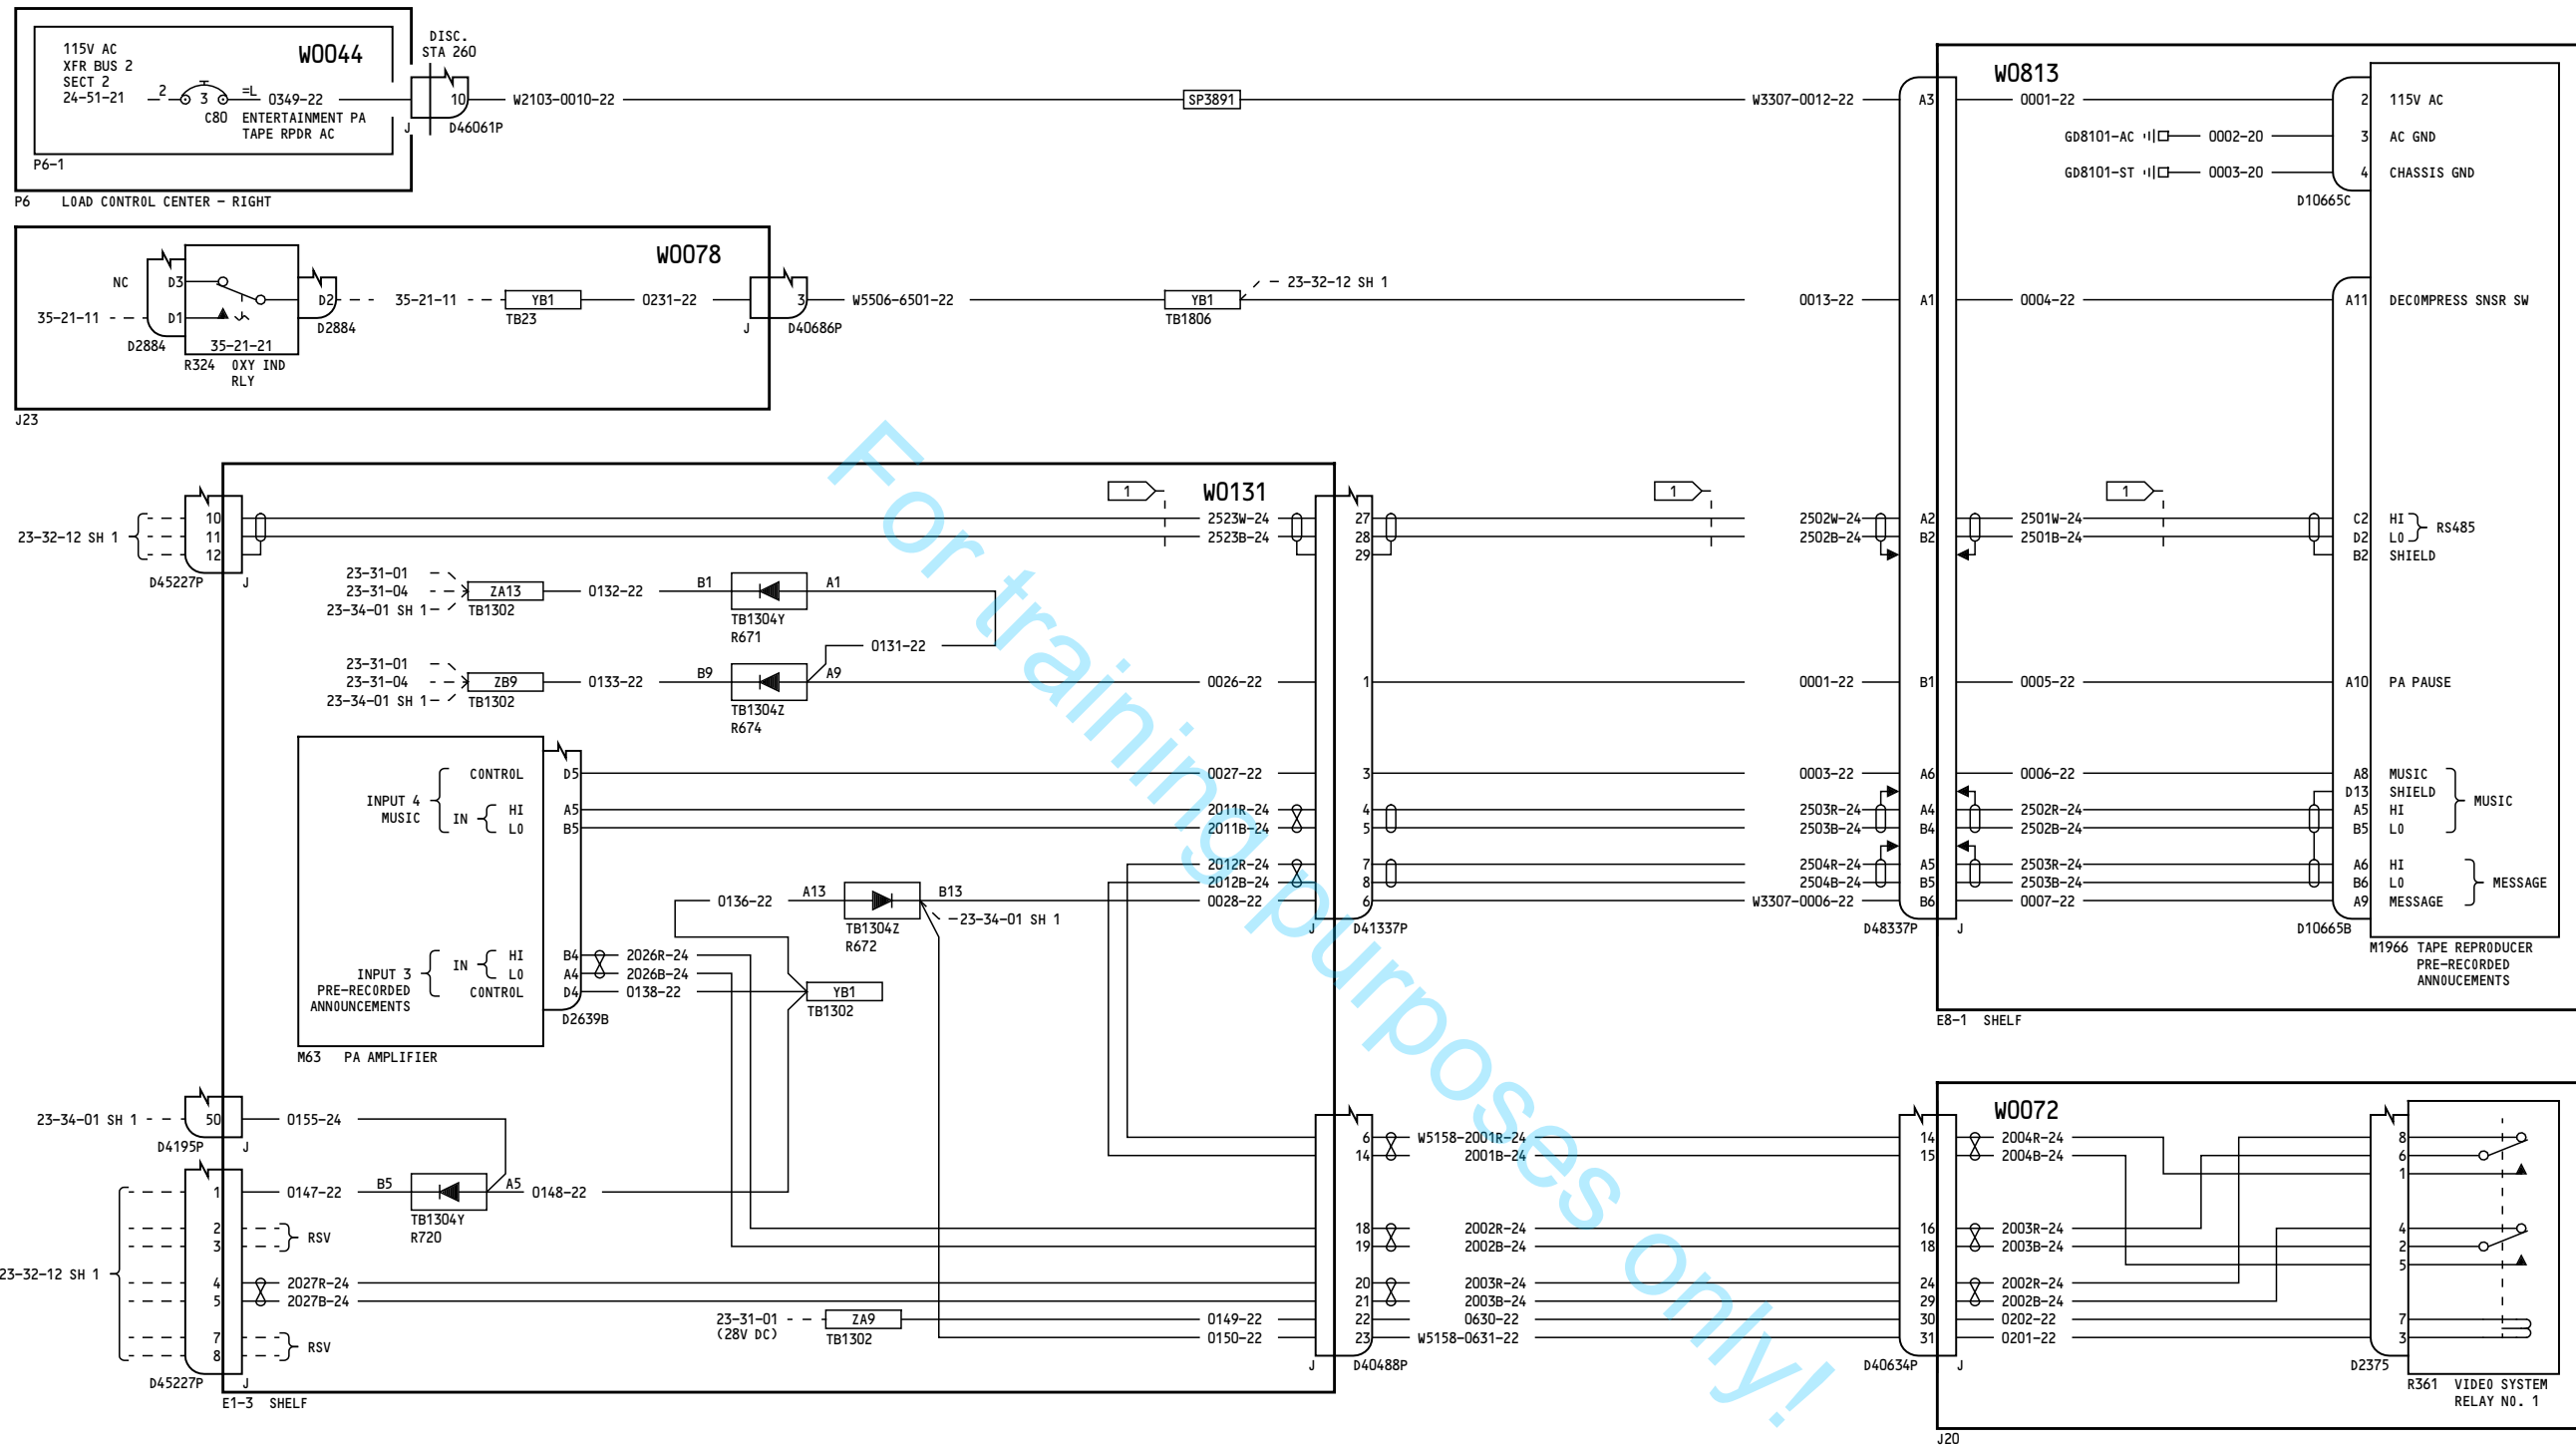 115V AC
XFR BUS 2
SECT 2
24-51-21
2
3
C80
=L
0349-22
ENTERTAINMENT PA
TAPE RPDR AC
W0044
P6-1
P6 LOAD CONTROL CENTER - RIGHT
DISC.
STA 260
10
J
D46061P
W2103-0010-22
SP3891
W3307-0012-22
A3
W0813
0001-22
2
115V AC
GD8101-AC
0002-20
3
AC GND
GD8101-ST
0003-20
4
CHASSIS GND
D10665C
W0078
NC
D3
35-21-11
D1
D2884
35-21-21
R324 OXY IND
RLY
D2
D2884
35-21-11
YB1
TB23
0231-22
3
J
D40686P
J23
W5506-6501-22
YB1
TB1806
23-32-12 SH 1
0013-22
A1
0004-22
A11
DECOMPRESS SNSR SW
W0131
1
1
1
23-32-12 SH 1
10
11
12
D45227P
J
2523W-24
2523B-24
27
28
29
2502W-24
2502B-24
A2
B2
2501W-24
2501B-24
C2
D2
B2
HI
LO
SHIELD
RS485
23-31-01
23-31-04
23-34-01 SH 1
ZA13
TB1302
0132-22
B1
A1
TB1304Y
R671
0131-22
23-31-01
23-31-04
23-34-01 SH 1
ZB9
TB1302
0133-22
B9
A9
TB1304Z
R674
0026-22
1
0001-22
B1
0005-22
A10
PA PAUSE
INPUT 4
MUSIC
CONTROL
IN
HI
LO
D5
A5
B5
0027-22
2011R-24
2011B-24
3
4
5
0003-22
2503R-24
2503B-24
A6
A4
B4
0006-22
2502R-24
2502B-24
A8
D13
A5
B5
MUSIC
SHIELD
HI
LO
MUSIC
2012R-24
2012B-24
0028-22
7
8
6
J
D41337P
2504R-24
2504B-24
W3307-0006-22
A5
B5
B6
D48337P
J
2503R-24
2503B-24
0007-22
A6
B6
A9
HI
LO
MESSAGE
MESSAGE
D10665B
M1966 TAPE REPRODUCER
PRE-RECORDED
ANNOUCEMENTS
E8-1 SHELF
0136-22
A13
B13
TB1304Z
R672
23-34-01 SH 1
INPUT 3
PRE-RECORDED
ANNOUNCEMENTS
IN
HI
LO
CONTROL
B4
A4
D4
2026R-24
2026B-24
0138-22
D2639B
YB1
TB1302
M63 PA AMPLIFIER
23-34-01 SH 1
50
D4195P
J
0155-24
23-32-12 SH 1
1
2
3
4
5
7
8
D45227P
J
0147-22
B5
A5
TB1304Y
R720
0148-22
RSV
2027R-24
2027B-24
RSV
23-31-01
(28V DC)
ZA9
TB1302
0149-22
0150-22
E1-3 SHELF
6
14
18
19
20
21
22
23
J
D40488P
W5158-2001R-24
2001B-24
2002R-24
2002B-24
2003R-24
2003B-24
0630-22
W5158-0631-22
14
15
16
18
24
29
30
31
D40634P
J
W0072
2004R-24
2004B-24
2003R-24
2003B-24
2002R-24
2002B-24
0202-22
0201-22
8
6
1
4
2
5
7
3
D2375
R361 VIDEO SYSTEM
RELAY NO. 1
J20
For training purposes only!